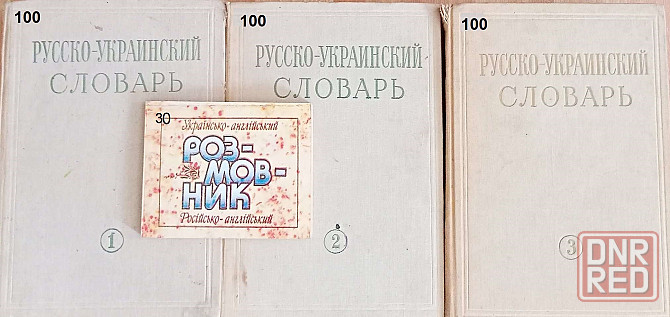 100
РУССКО-УКРАИНСКИЙ
СЛОВАРЬ
1
100
РУССКО-УКРАИНСКИЙ
СЛОВАРЬ
2
100
РУССКО-УКРАИНСКИЙ
СЛОВАРЬ
3
30
Українсько-англійський
РОЗ-
МОВ-
НИК
Російсько-англійський
DNR
RED